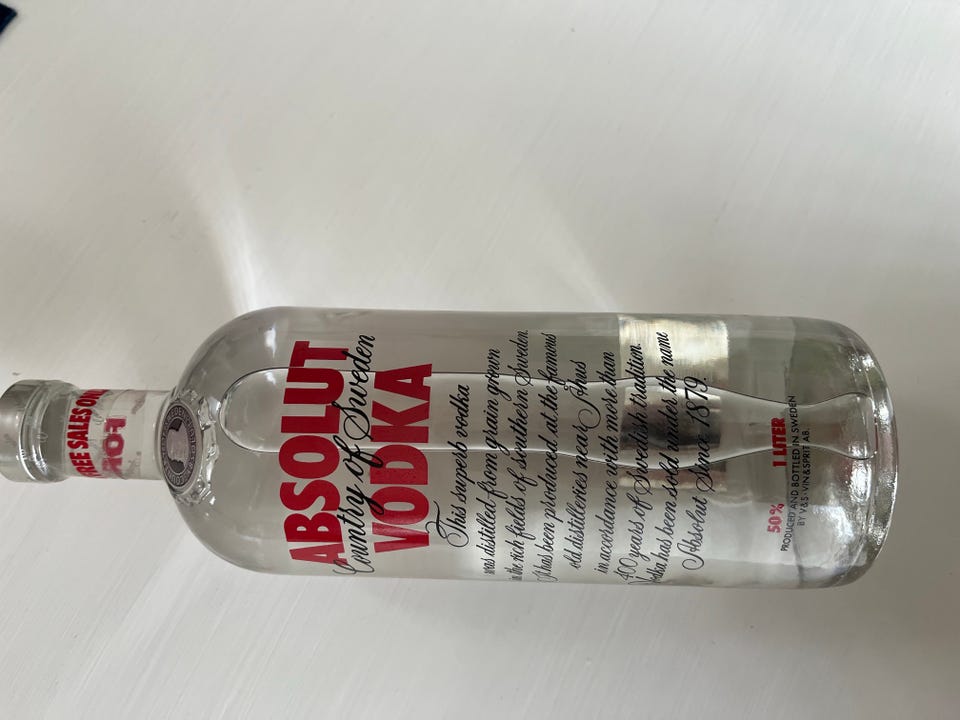 SALES ON
FOR
ABSOLUT
Country of Sweden
VODKA
This superb vodka
was distilled from grain grown
in the rich fields of southern Sweden.
It has been produced at the famous
old distilleries near Åhus
in accordance with more than
400 years of Swedish tradition.
Vodka has been sold under the name
Absolut Since 1879.
50%
1 LITER
PRODUCED AND BOTTLED IN SWEDEN
BY V&S · VIN&SPRIT AB.